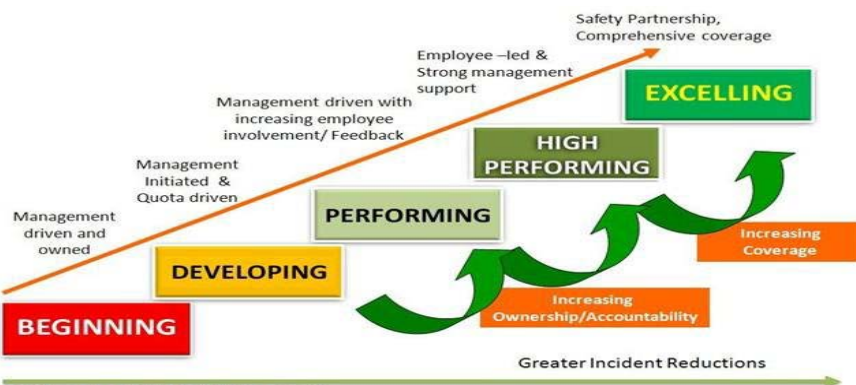 Safety Partnership,
Comprehensive coverage
Employee –led &
Strong management
support
EXCELLING
Management driven with
increasing employee
involvement/ Feedback
HIGH
PERFORMING
Management
Initiated &
Quota driven
PERFORMING
Management
driven and
owned
Increasing
Coverage
DEVELOPING
Increasing
Ownership/Accountability
BEGINNING
Greater Incident Reductions